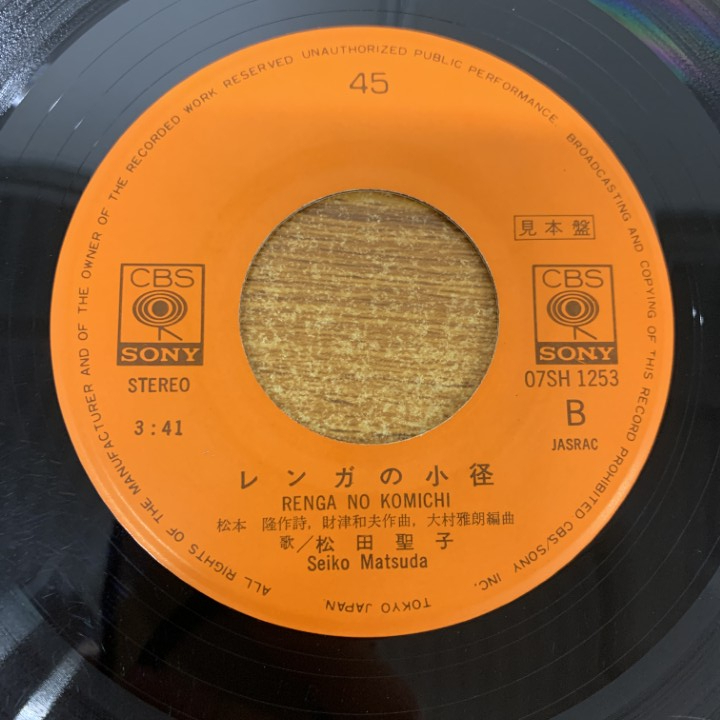 ALL RIGHTS OF THE MANUFACTURER AND OF THE OWNER OF THE RECORDED WORK RESERVED UNAUTHORIZED PUBLIC PERFORMANCE. BROADCASTING AND COPYING OF THIS RECORD PROHIBITED CBS/SONY INC. TOKYO JAPAN.
45
見本盤
CBS
SONY
STEREO
3:41
CBS
SONY
07SH 1253
B
JASRAC
レンガの小径
RENGA NO KOMICHI
松本 隆作詩, 財津和夫作曲, 大村雅朗編曲
歌/松田聖子
Seiko Matsuda